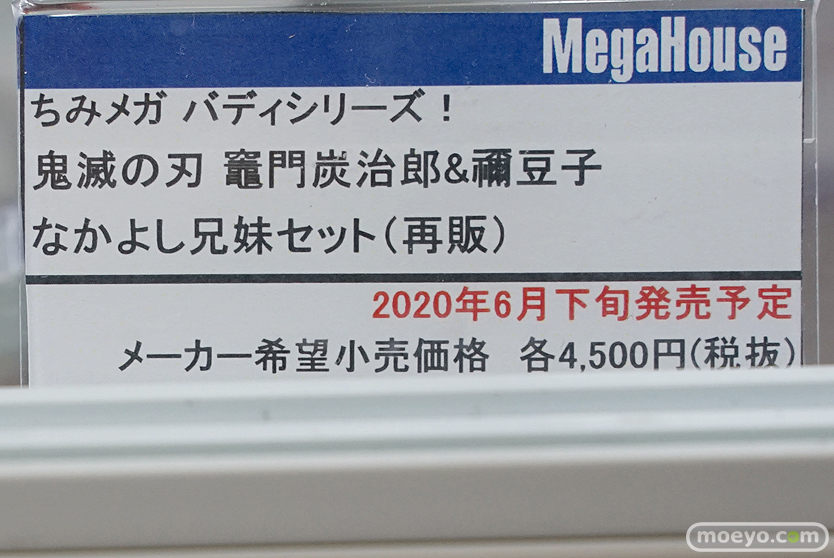 MegaHouse
ちみメガ バディシリーズ！
鬼滅の刃 竈門炭治郎&禰豆子
なかよし兄妹セット（再販）
2020年6月下旬発売予定
メーカー希望小売価格 各4,500円(税抜)
moeyo.com